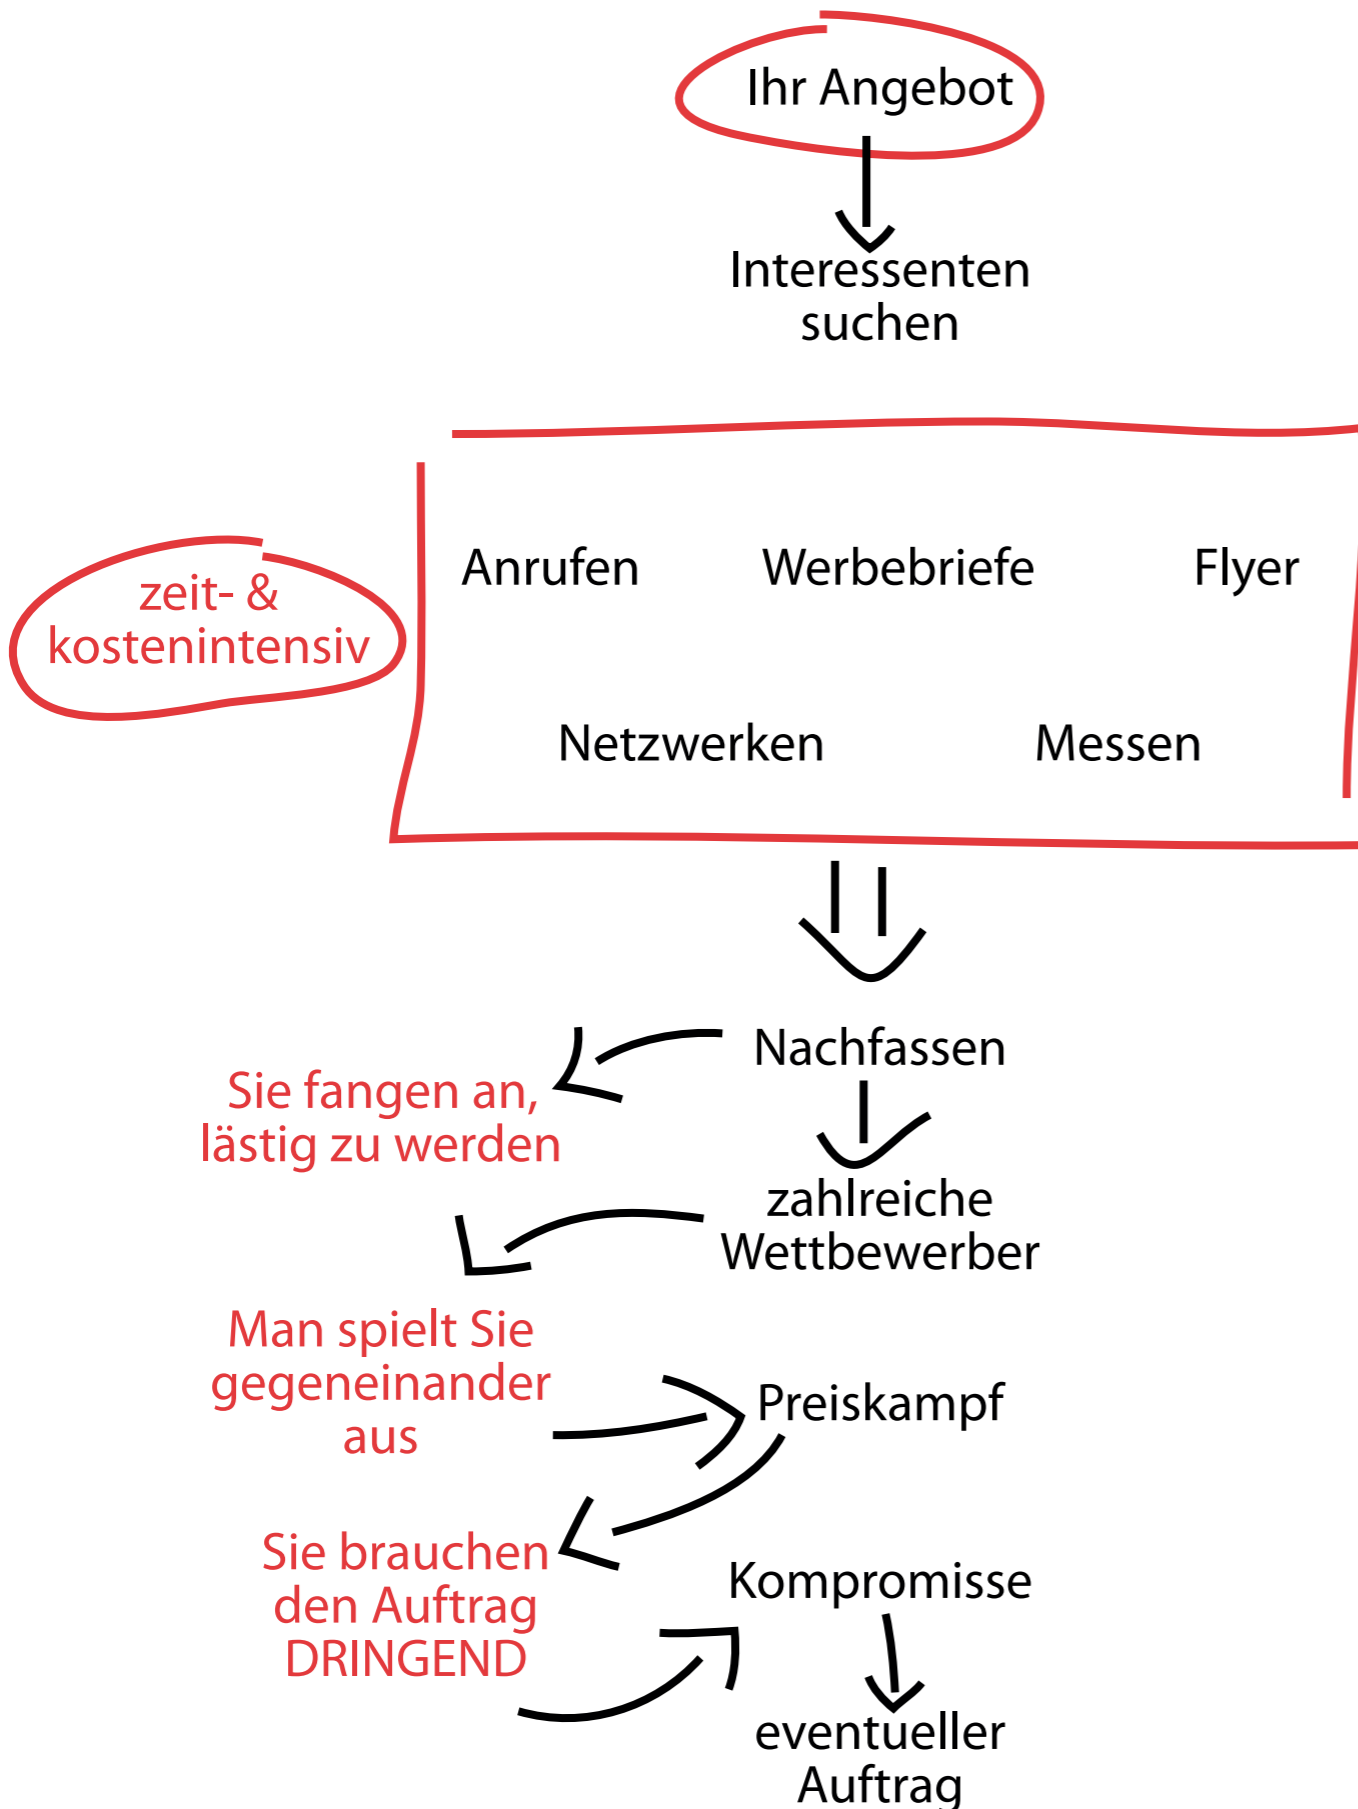 Ihr Angebot
Interessenten
suchen
Anrufen Werbebriefe Flyer
zeit- &
kostenintensiv
Netzwerken Messen
Nachfassen
Sie fangen an,
lästig zu werden
zahlreiche
Wettbewerber
Man spielt Sie
gegeneinander
aus
Preiskampf
Sie brauchen
den Auftrag
DRINGEND
Kompromisse
eventueller
Auftrag